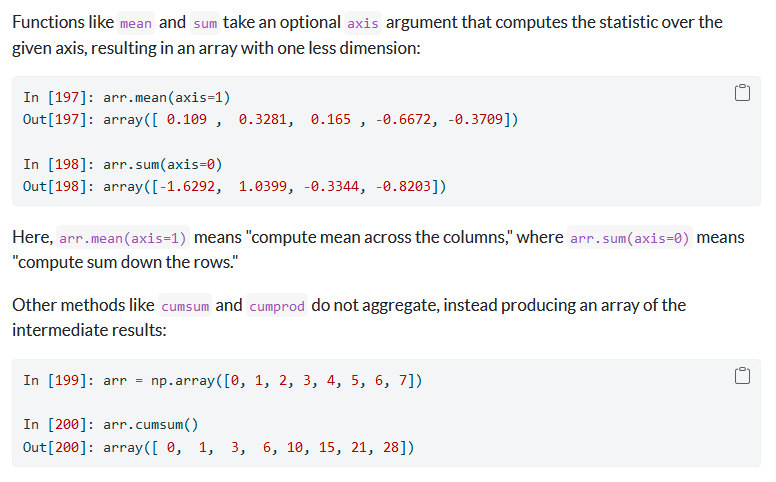 Functions like mean and sum take an optional axis argument that computes the statistic over the
given axis, resulting in an array with one less dimension:
In [197]: arr.mean(axis=1)
Out[197]: array([ 0.109 ,  0.3281,  0.165 , -0.6672, -0.3709])
In [198]: arr.sum(axis=0)
Out[198]: array([-1.6292,  1.0399, -0.3344, -0.8203])
Here, arr.mean(axis=1) means "compute mean across the columns," where arr.sum(axis=0) means
"compute sum down the rows."
Other methods like cumsum and cumprod do not aggregate, instead producing an array of the
intermediate results:
In [199]: arr = np.array([0, 1, 2, 3, 4, 5, 6, 7])
In [200]: arr.cumsum()
Out[200]: array([ 0,  1,  3,  6, 10, 15, 21, 28])